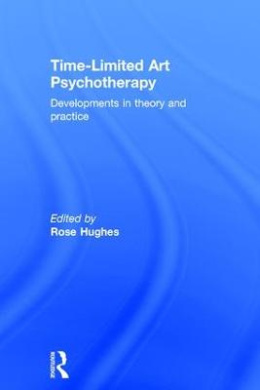 Time-Limited Art
Psychotherapy
Developments in theory and
practice
Edited by
Rose Hughes
ROUTLEDGE